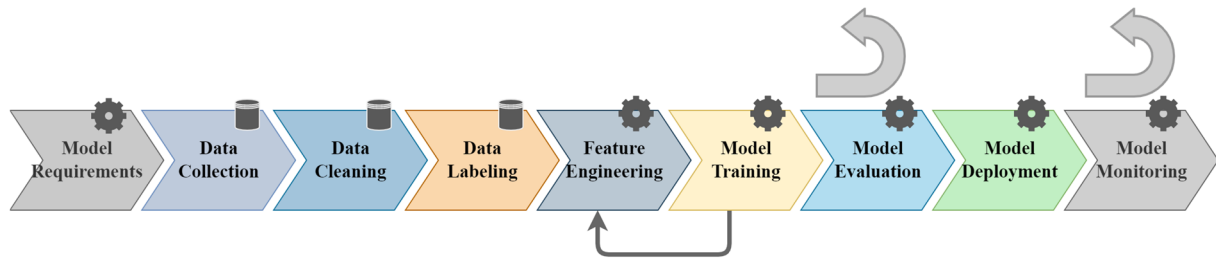 Model
Requirements
Data
Collection
Data
Cleaning
Data
Labeling
Feature
Engineering
Model
Training
Model
Evaluation
Model
Deployment
Model
Monitoring